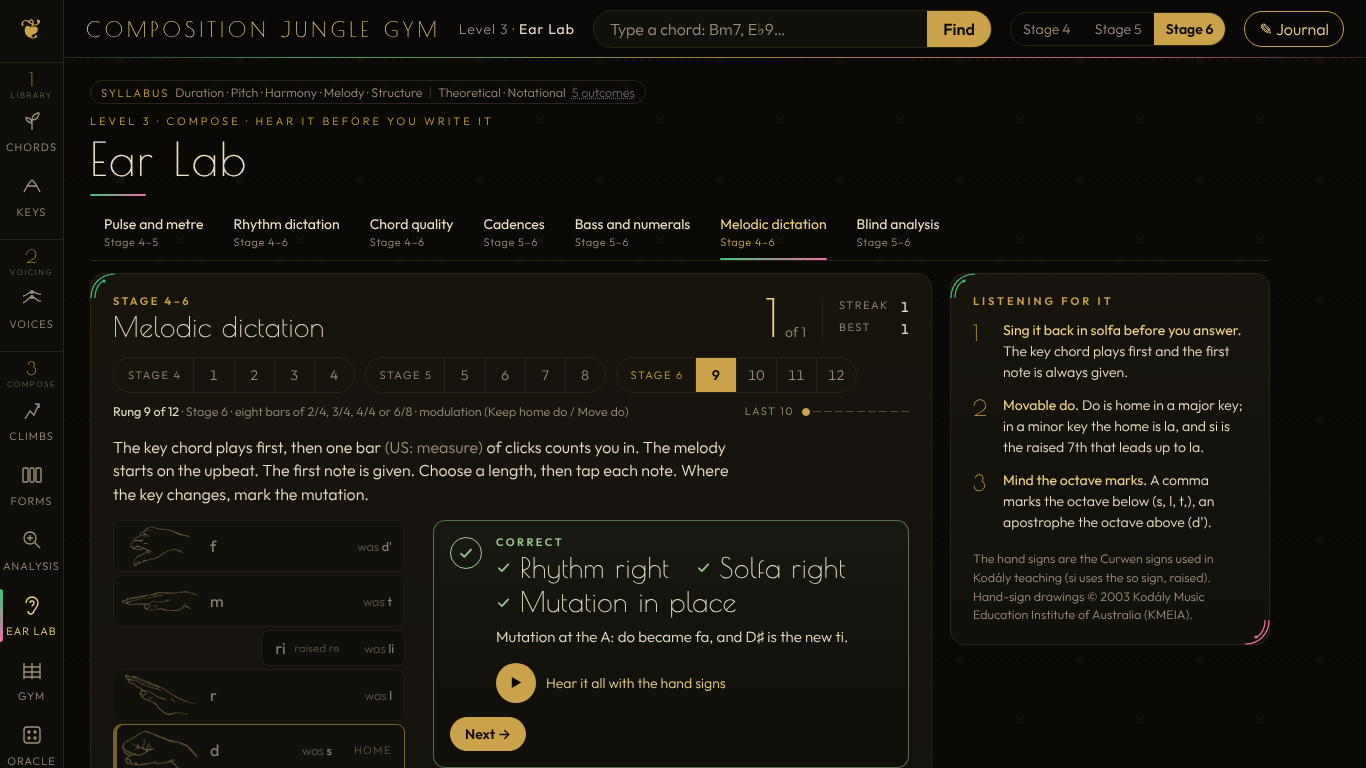 COMPOSITION JUNGLE GYM
Level 3 · Ear Lab
Type a chord: Bm7, E♭9...
Find
Stage 4 Stage 5 Stage 6
✎ Journal
1
LIBRARY
CHORDS
KEYS
2
VOICING
VOICES
3
COMPOSE
CLIMBS
FORMS
ANALYSIS
EAR LAB
GYM
ORACLE
SYLLABUS Duration · Pitch · Harmony · Melody · Structure | Theoretical · Notational 5 outcomes
LEVEL 3 · COMPOSE · HEAR IT BEFORE YOU WRITE IT
Ear Lab
Pulse and metre
Stage 4–5
Rhythm dictation
Stage 4–6
Chord quality
Stage 4–6
Cadences
Stage 5–6
Bass and numerals
Stage 5–6
Melodic dictation
Stage 4–6
Blind analysis
Stage 5–6
STAGE 4–6
Melodic dictation
1 of 1
STREAK 1
BEST 1
STAGE 4 1 2 3 4
STAGE 5 5 6 7 8
STAGE 6 9 10 11 12
Rung 9 of 12 · Stage 6 · eight bars of 2/4, 3/4, 4/4 or 6/8 · modulation (Keep home do / Move do)
LAST 10
The key chord plays first, then one bar (US: measure) of clicks counts you in. The melody
starts on the upbeat. The first note is given. Choose a length, then tap each note. Where
the key changes, mark the mutation.
f was d'
m was t
ri raised re was li
r was l
d was s HOME
CORRECT
✓ Rhythm right ✓ Solfa right
✓ Mutation in place
Mutation at the A: do became fa, and D♯ is the new ti.
Hear it all with the hand signs
Next →
LISTENING FOR IT
1 Sing it back in solfa before you answer.
The key chord plays first and the first
note is always given.
2 Movable do. Do is home in a major key;
in a minor key the home is la, and si is
the raised 7th that leads up to la.
3 Mind the octave marks. A comma
marks the octave below (s, l, t,), an
apostrophe the octave above (d').
The hand signs are the Curwen signs used in
Kodály teaching (si uses the so sign, raised).
Hand-sign drawings © 2003 Kodály Music
Education Institute of Australia (KMEIA).